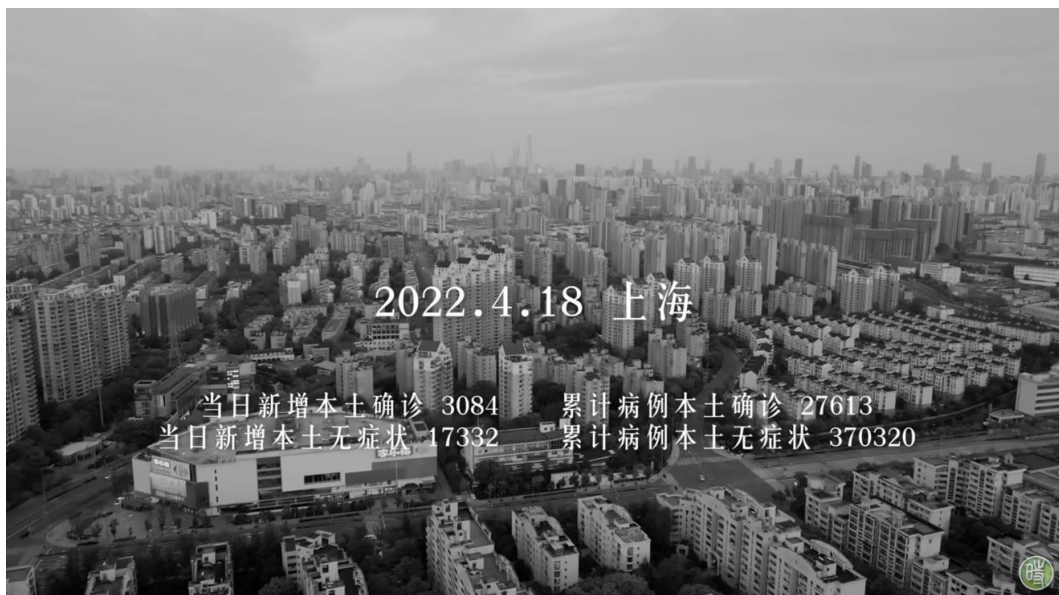 2022.4.18 上海
当日新增本土确诊 3084 累计病例本土确诊 27613
当日新增本土无症状 17332 累计病例本土无症状 370320